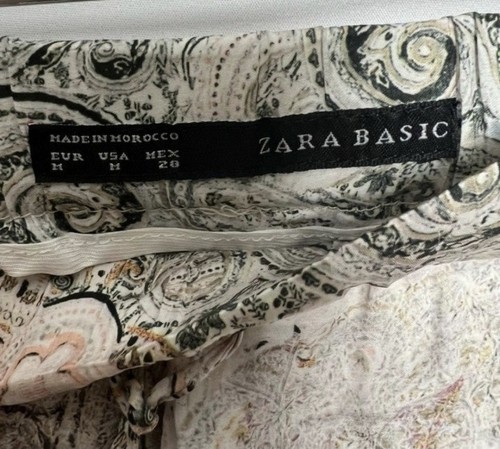 MADE IN MOROCCO
EUR USA MEX
M M 28
ZARA BASIC